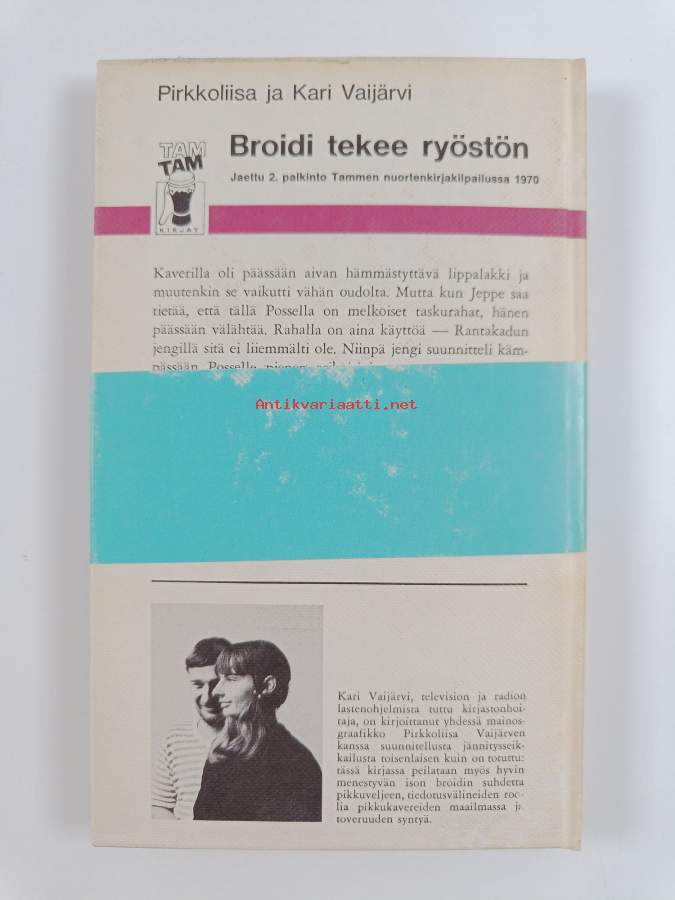 Pirkkoliisa ja Kari Vaijärvi
TAM
TAM
KIRJAT
Broidi tekee ryöstön
Jaettu 2. palkinto Tammen nuortenkirjakilpailussa 1970
Kaverilla oli päässään aivan hämmästyttävä lippalakki ja
muutenkin se vaikutti vähän oudolta. Mutta kun Jeppe saa
tietää, että tällä Possella on melkoiset taskurahat, hänen
päässään välähtää. Rahalla on aina käyttöä — Rantakadun
jengillä sitä ei liiemmälti ole. Niinpä jengi suunnitteli käm-
pässään Posselle pienen
Antikvariaatti.net
Kari Vaijärvi, television ja radion
lastenohjelmista tuttu kirjastonhoi-
taja, on kirjoittanut yhdessä mainos-
graafikko Pirkkoliisa Vaijärven
kanssa suunnitellusta jännitysseik-
kailusta toisenlaisen kuin on totuttu:
tässä kirjassa peilataan myös hyvin
menestyvän ison broidin suhdetta
pikkuveljeen, tiedotusvälineiden roo-
lia pikkukavereiden maailmassa ja
toveruuden syntyä.